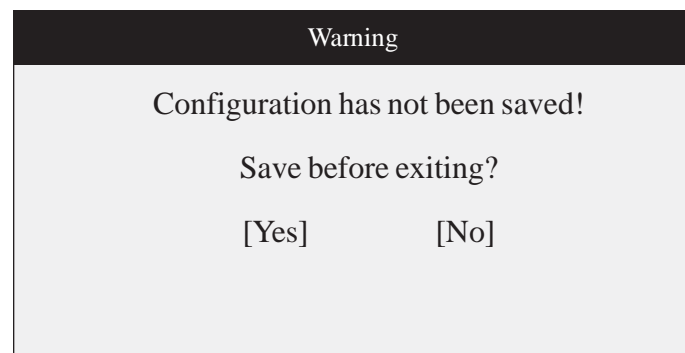 Warning
Configuration has not been saved!
Save before exiting?
[Yes] [No]